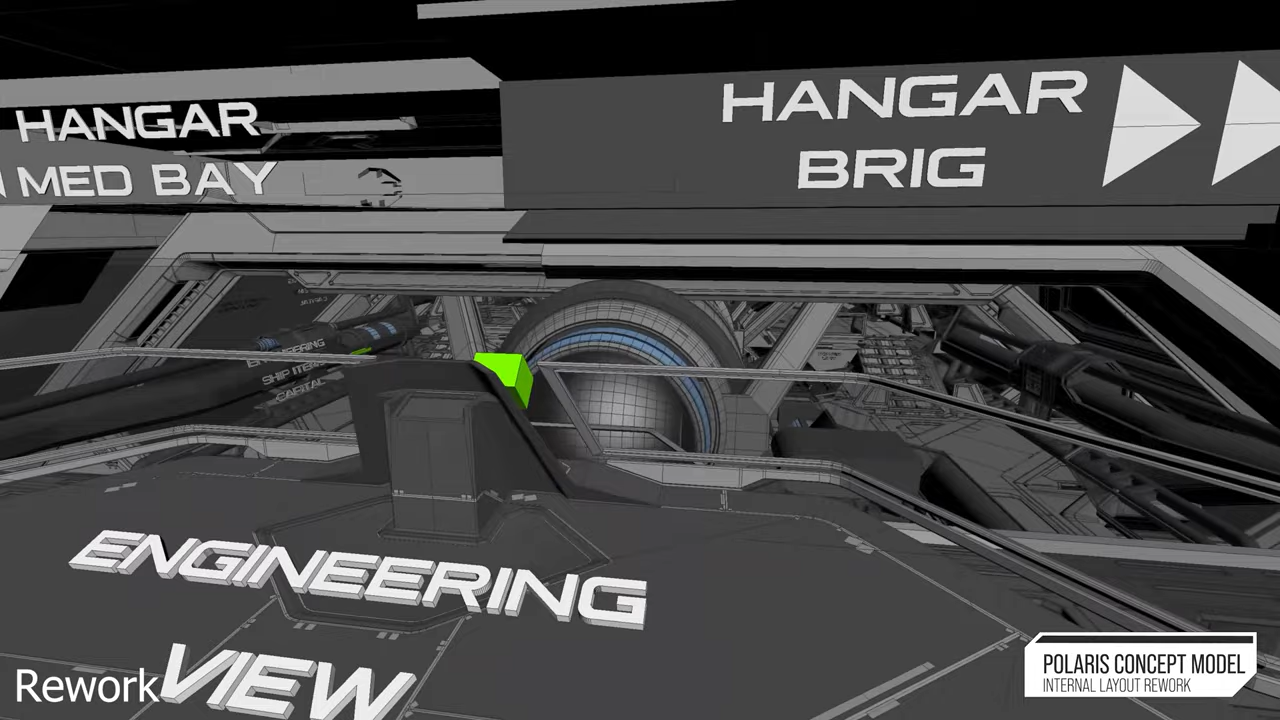 HANGAR
MED BAY
HANGAR
BRIG
ENGINEERING
SHIP ITEMS
CAPITAL
ENGINEERING
VIEW
Rework
POLARIS CONCEPT MODEL
INTERNAL LAYOUT REWORK